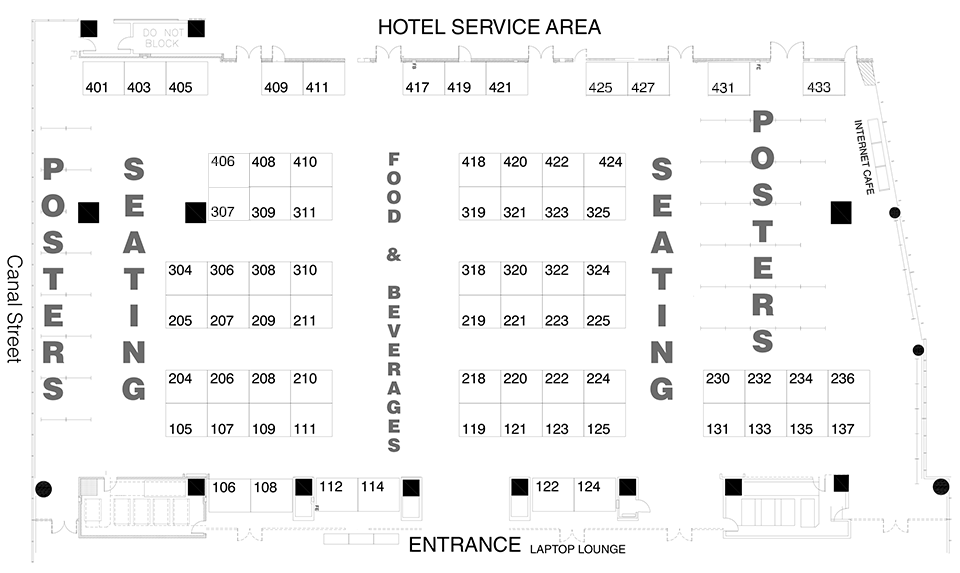 HOTEL SERVICE AREA
DO NOT
BLOCK
401 403 405 409 411 417 419 421 425 427 431 433
INTERNET CAFE
POSTERS
SEATING
FOOD & BEVERAGES
SEATING
POSTERS
Canal Street
406 408 410 418 420 422 424
307 309 311 319 321 323 325
304 306 308 310 318 320 322 324
205 207 209 211 219 221 223 225
204 206 208 210 218 220 222 224 230 232 234 236
105 107 109 111 119 121 123 125 131 133 135 137
106 108 112 114 122 124
ENTRANCE LAPTOP LOUNGE